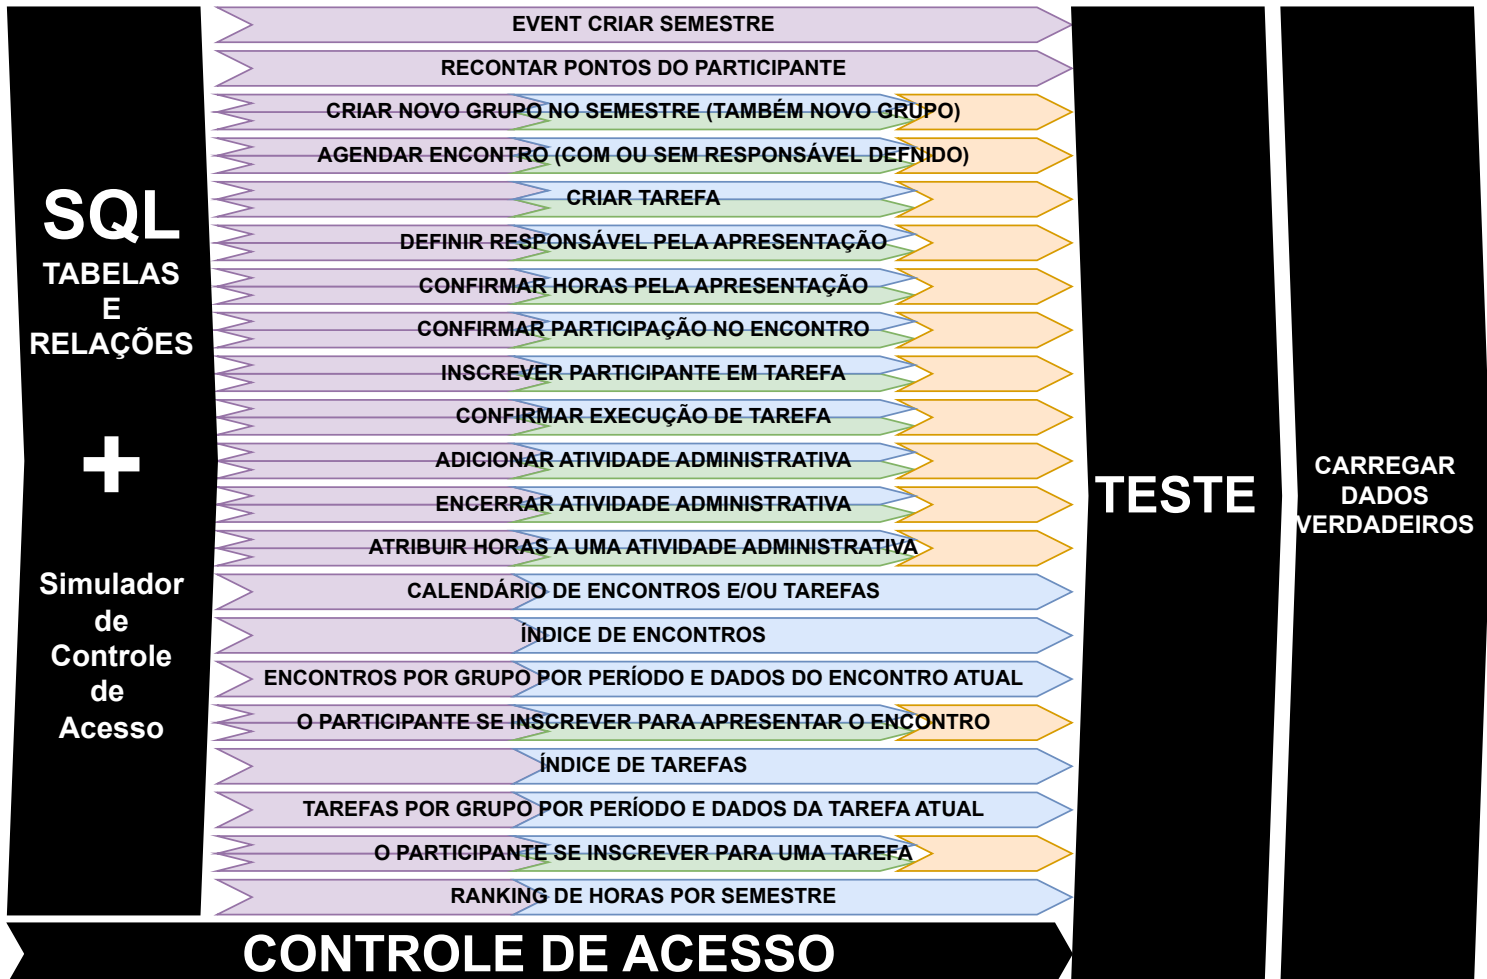 SQL
TABELAS
E
RELAÇÕES
+
Simulador
de
Controle
de
Acesso
EVENT CRIAR SEMESTRE
RECONTAR PONTOS DO PARTICIPANTE
CRIAR NOVO GRUPO NO SEMESTRE (TAMBÉM NOVO GRUPO)
AGENDAR ENCONTRO (COM OU SEM RESPONSÁVEL DEFNIDO)
CRIAR TAREFA
DEFINIR RESPONSÁVEL PELA APRESENTAÇÃO
CONFIRMAR HORAS PELA APRESENTAÇÃO
CONFIRMAR PARTICIPAÇÃO NO ENCONTRO
INSCREVER PARTICIPANTE EM TAREFA
CONFIRMAR EXECUÇÃO DE TAREFA
ADICIONAR ATIVIDADE ADMINISTRATIVA
ENCERRAR ATIVIDADE ADMINISTRATIVA
ATRIBUIR HORAS A UMA ATIVIDADE ADMINISTRATIVA
CALENDÁRIO DE ENCONTROS E/OU TAREFAS
ÍNDICE DE ENCONTROS
ENCONTROS POR GRUPO POR PERÍODO E DADOS DO ENCONTRO ATUAL
O PARTICIPANTE SE INSCREVER PARA APRESENTAR O ENCONTRO
ÍNDICE DE TAREFAS
TAREFAS POR GRUPO POR PERÍODO E DADOS DA TAREFA ATUAL
O PARTICIPANTE SE INSCREVER PARA UMA TAREFA
RANKING DE HORAS POR SEMESTRE
CONTROLE DE ACESSO
TESTE
CARREGAR
DADOS
VERDADEIROS